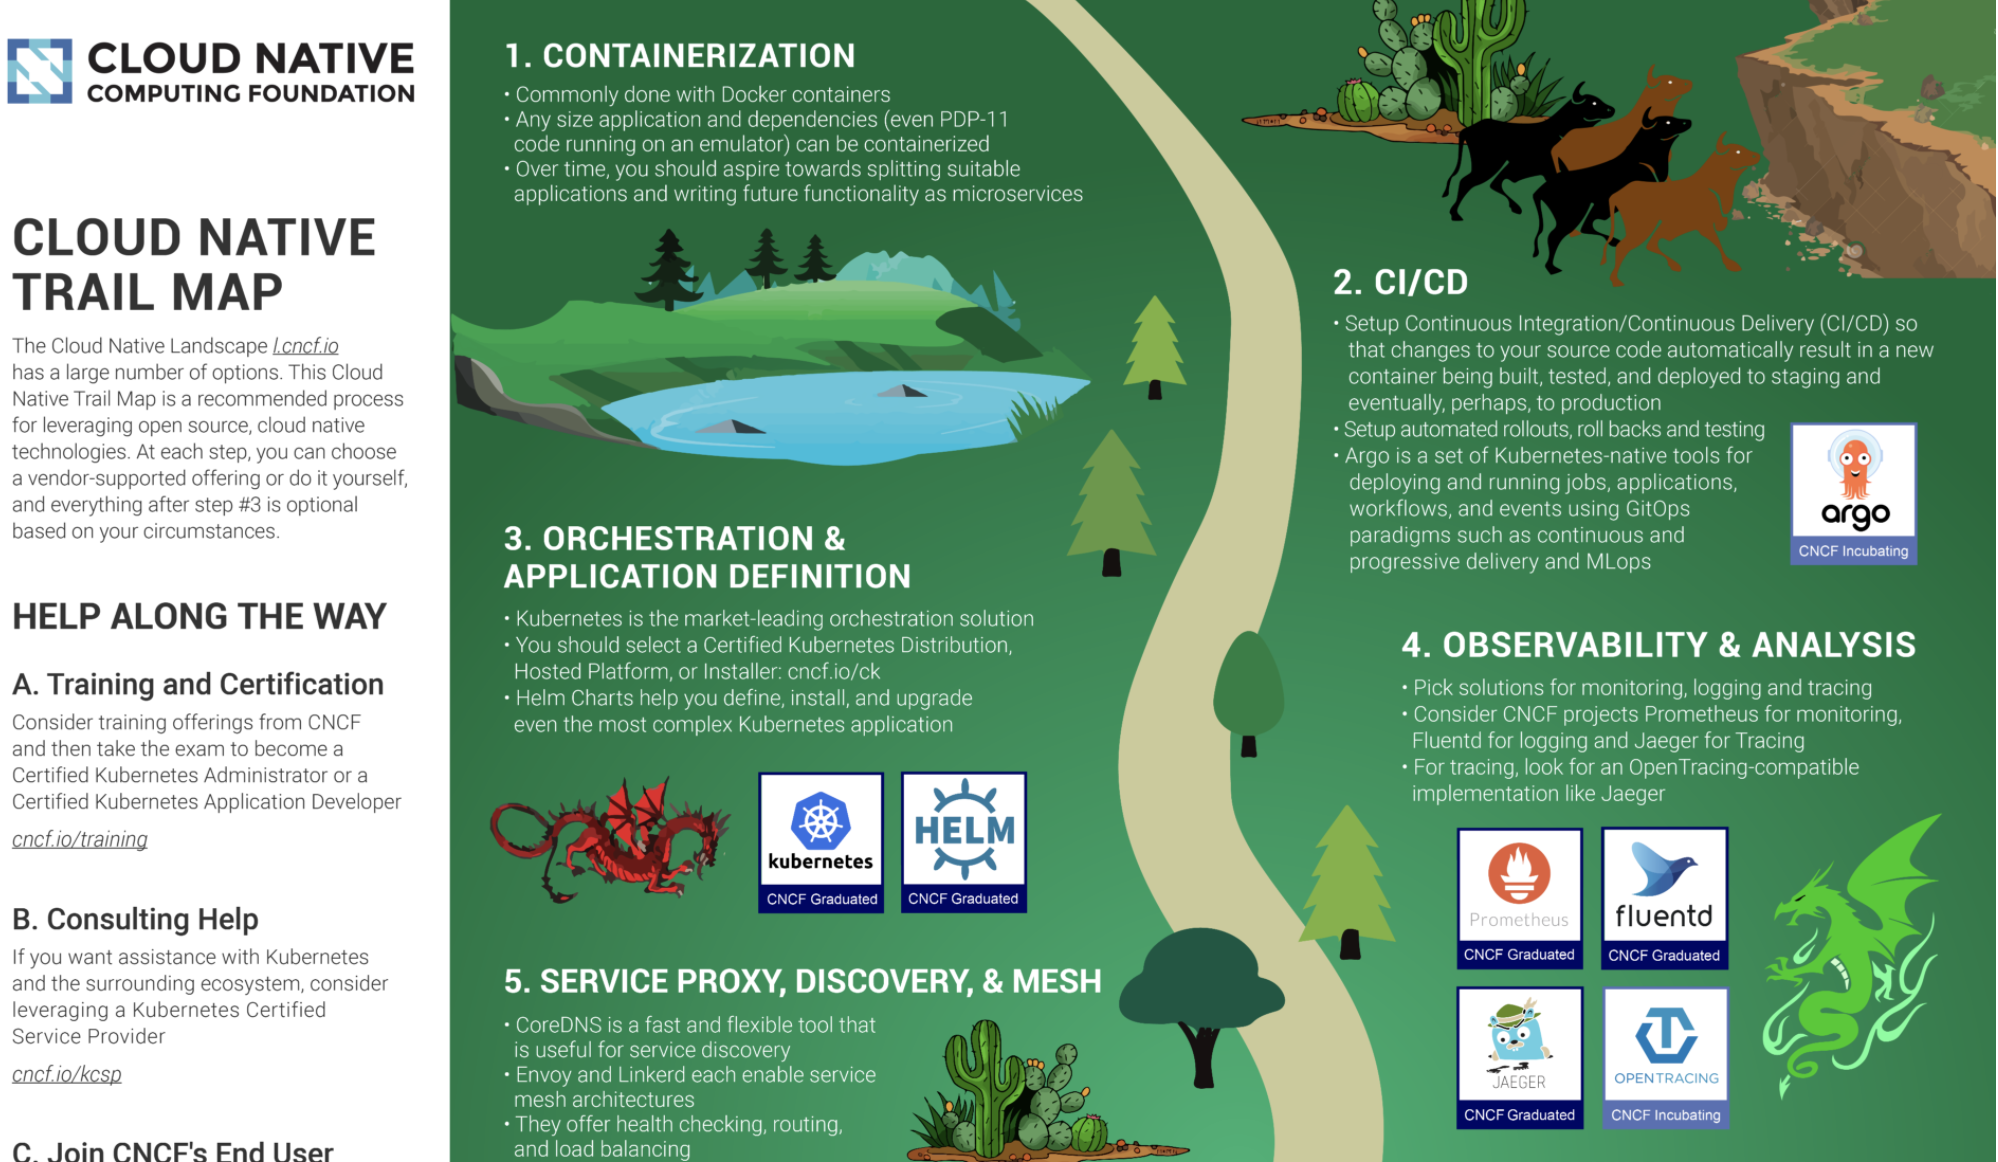 CLOUD NATIVE
COMPUTING FOUNDATION
CLOUD NATIVE
TRAIL MAP
The Cloud Native Landscape l.cncf.io
has a large number of options. This Cloud
Native Trail Map is a recommended process
for leveraging open source, cloud native
technologies. At each step, you can choose
a vendor-supported offering or do it yourself,
and everything after step #3 is optional
based on your circumstances.
HELP ALONG THE WAY
A. Training and Certification
Consider training offerings from CNCF
and then take the exam to become a
Certified Kubernetes Administrator or a
Certified Kubernetes Application Developer
cncf.io/training
B. Consulting Help
If you want assistance with Kubernetes
and the surrounding ecosystem, consider
leveraging a Kubernetes Certified
Service Provider
cncf.io/kcsp
C. Join CNCF's End User
1. CONTAINERIZATION
• Commonly done with Docker containers
• Any size application and dependencies (even PDP-11
code running on an emulator) can be containerized
• Over time, you should aspire towards splitting suitable
applications and writing future functionality as microservices
2. CI/CD
• Setup Continuous Integration/Continuous Delivery (CI/CD) so
that changes to your source code automatically result in a new
container being built, tested, and deployed to staging and
eventually, perhaps, to production
• Setup automated rollouts, roll backs and testing
• Argo is a set of Kubernetes-native tools for
deploying and running jobs, applications,
workflows, and events using GitOps
paradigms such as continuous and
progressive delivery and MLops
argo
CNCF Incubating
3. ORCHESTRATION &
APPLICATION DEFINITION
• Kubernetes is the market-leading orchestration solution
• You should select a Certified Kubernetes Distribution,
Hosted Platform, or Installer: cncf.io/ck
• Helm Charts help you define, install, and upgrade
even the most complex Kubernetes application
kubernetes
CNCF Graduated
HELM
CNCF Graduated
4. OBSERVABILITY & ANALYSIS
• Pick solutions for monitoring, logging and tracing
• Consider CNCF projects Prometheus for monitoring,
Fluentd for logging and Jaeger for Tracing
• For tracing, look for an OpenTracing-compatible
implementation like Jaeger
Prometheus
CNCF Graduated
fluentd
CNCF Graduated
JAEGER
CNCF Graduated
OPENTRACING
CNCF Incubating
5. SERVICE PROXY, DISCOVERY, & MESH
• CoreDNS is a fast and flexible tool that
is useful for service discovery
• Envoy and Linkerd each enable service
mesh architectures
• They offer health checking, routing,
and load balancing